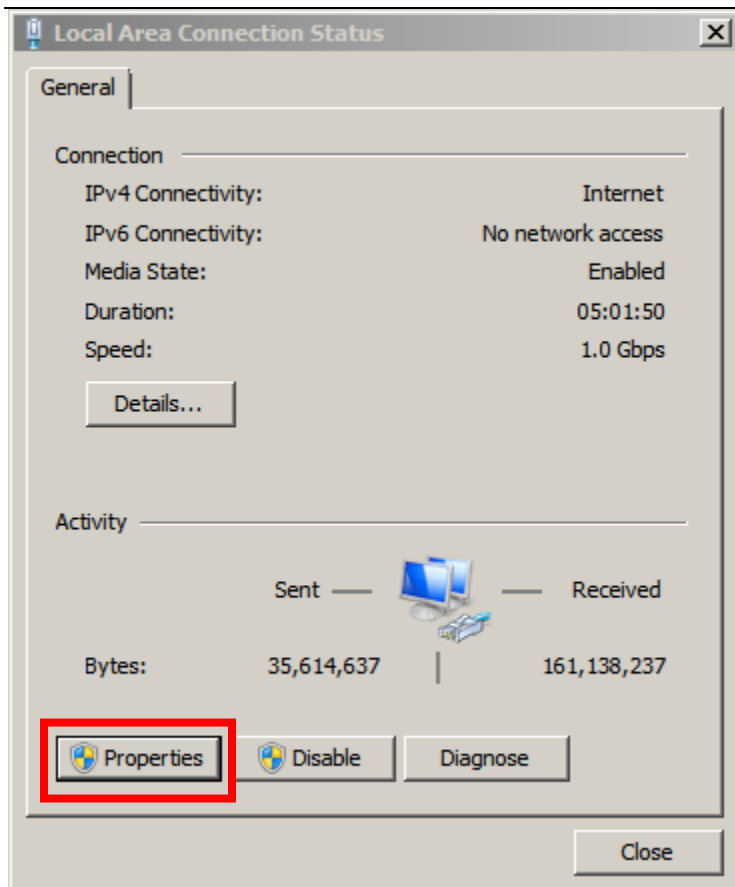 Local Area Connection Status
General
Connection
IPv4 Connectivity: Internet
IPv6 Connectivity: No network access
Media State: Enabled
Duration: 05:01:50
Speed: 1.0 Gbps
Details...
Activity
Sent Received
Bytes: 35,614,637 161,138,237
Properties Disable Diagnose
Close